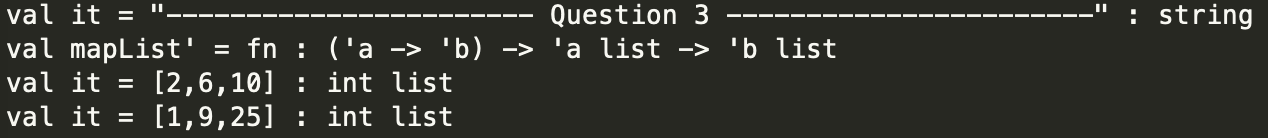 val it = "----------------------- Question 3 -----------------------" : string
val mapList' = fn : ('a -> 'b) -> 'a list -> 'b list
val it = [2,6,10] : int list
val it = [1,9,25] : int list